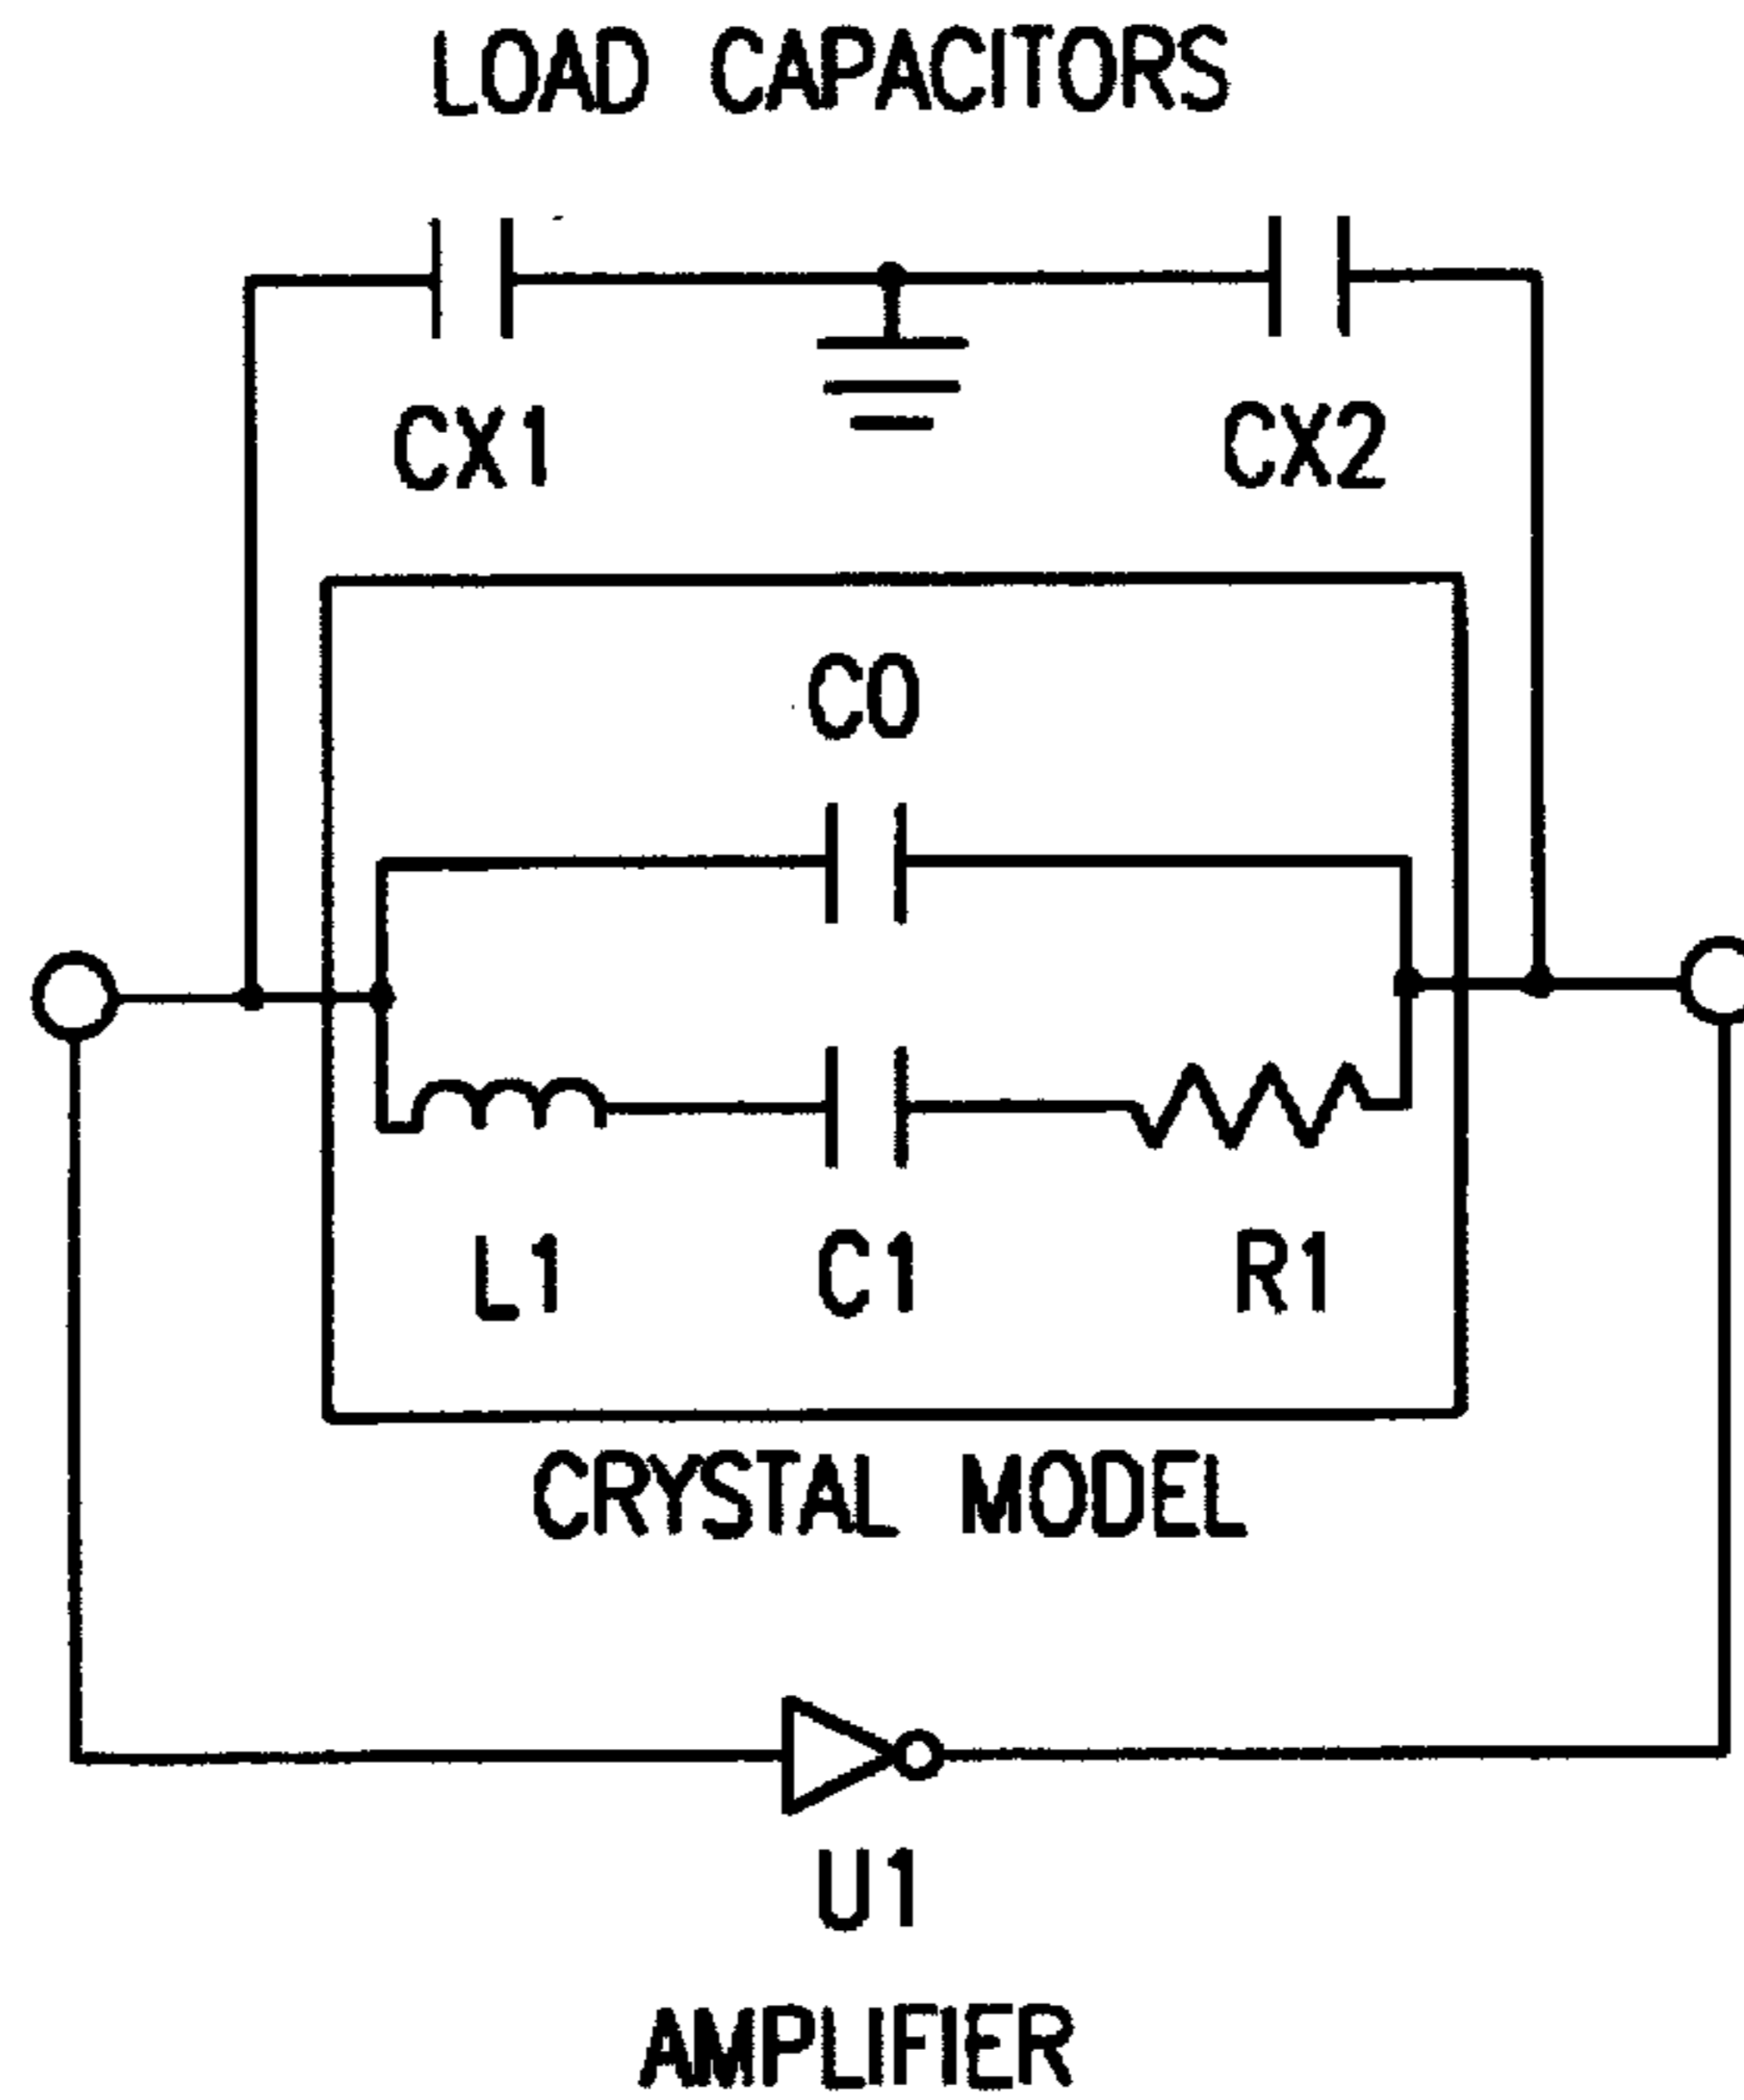 LOAD CAPACITORS
CX1 CX2
C0
L1 C1 R1
CRYSTAL MODEL
U1
AMPLIFIER